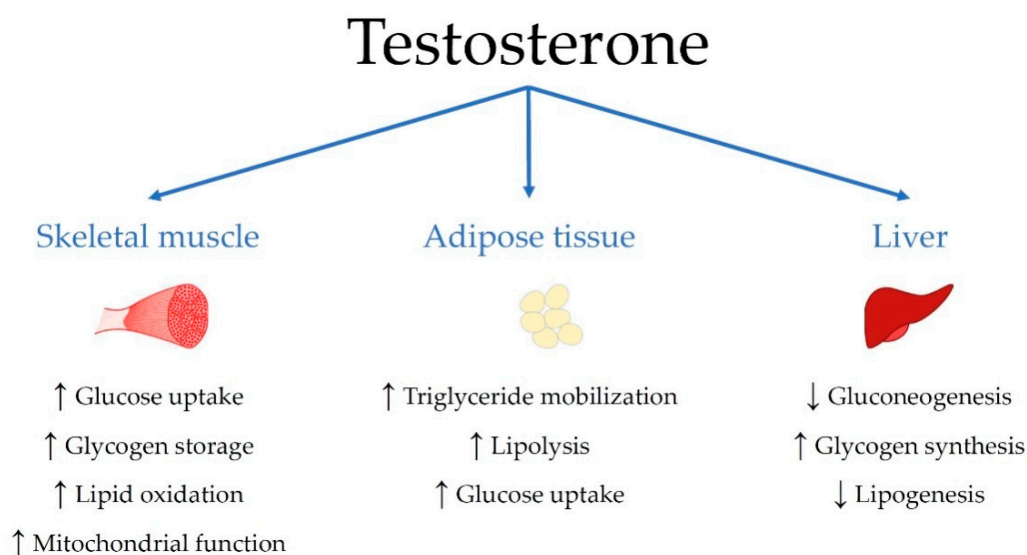 Testosterone
Skeletal muscle
↑ Glucose uptake
↑ Glycogen storage
↑ Lipid oxidation
↑ Mitochondrial function
Adipose tissue
↑ Triglyceride mobilization
↑ Lipolysis
↑ Glucose uptake
Liver
↓ Gluconeogenesis
↑ Glycogen synthesis
↓ Lipogenesis